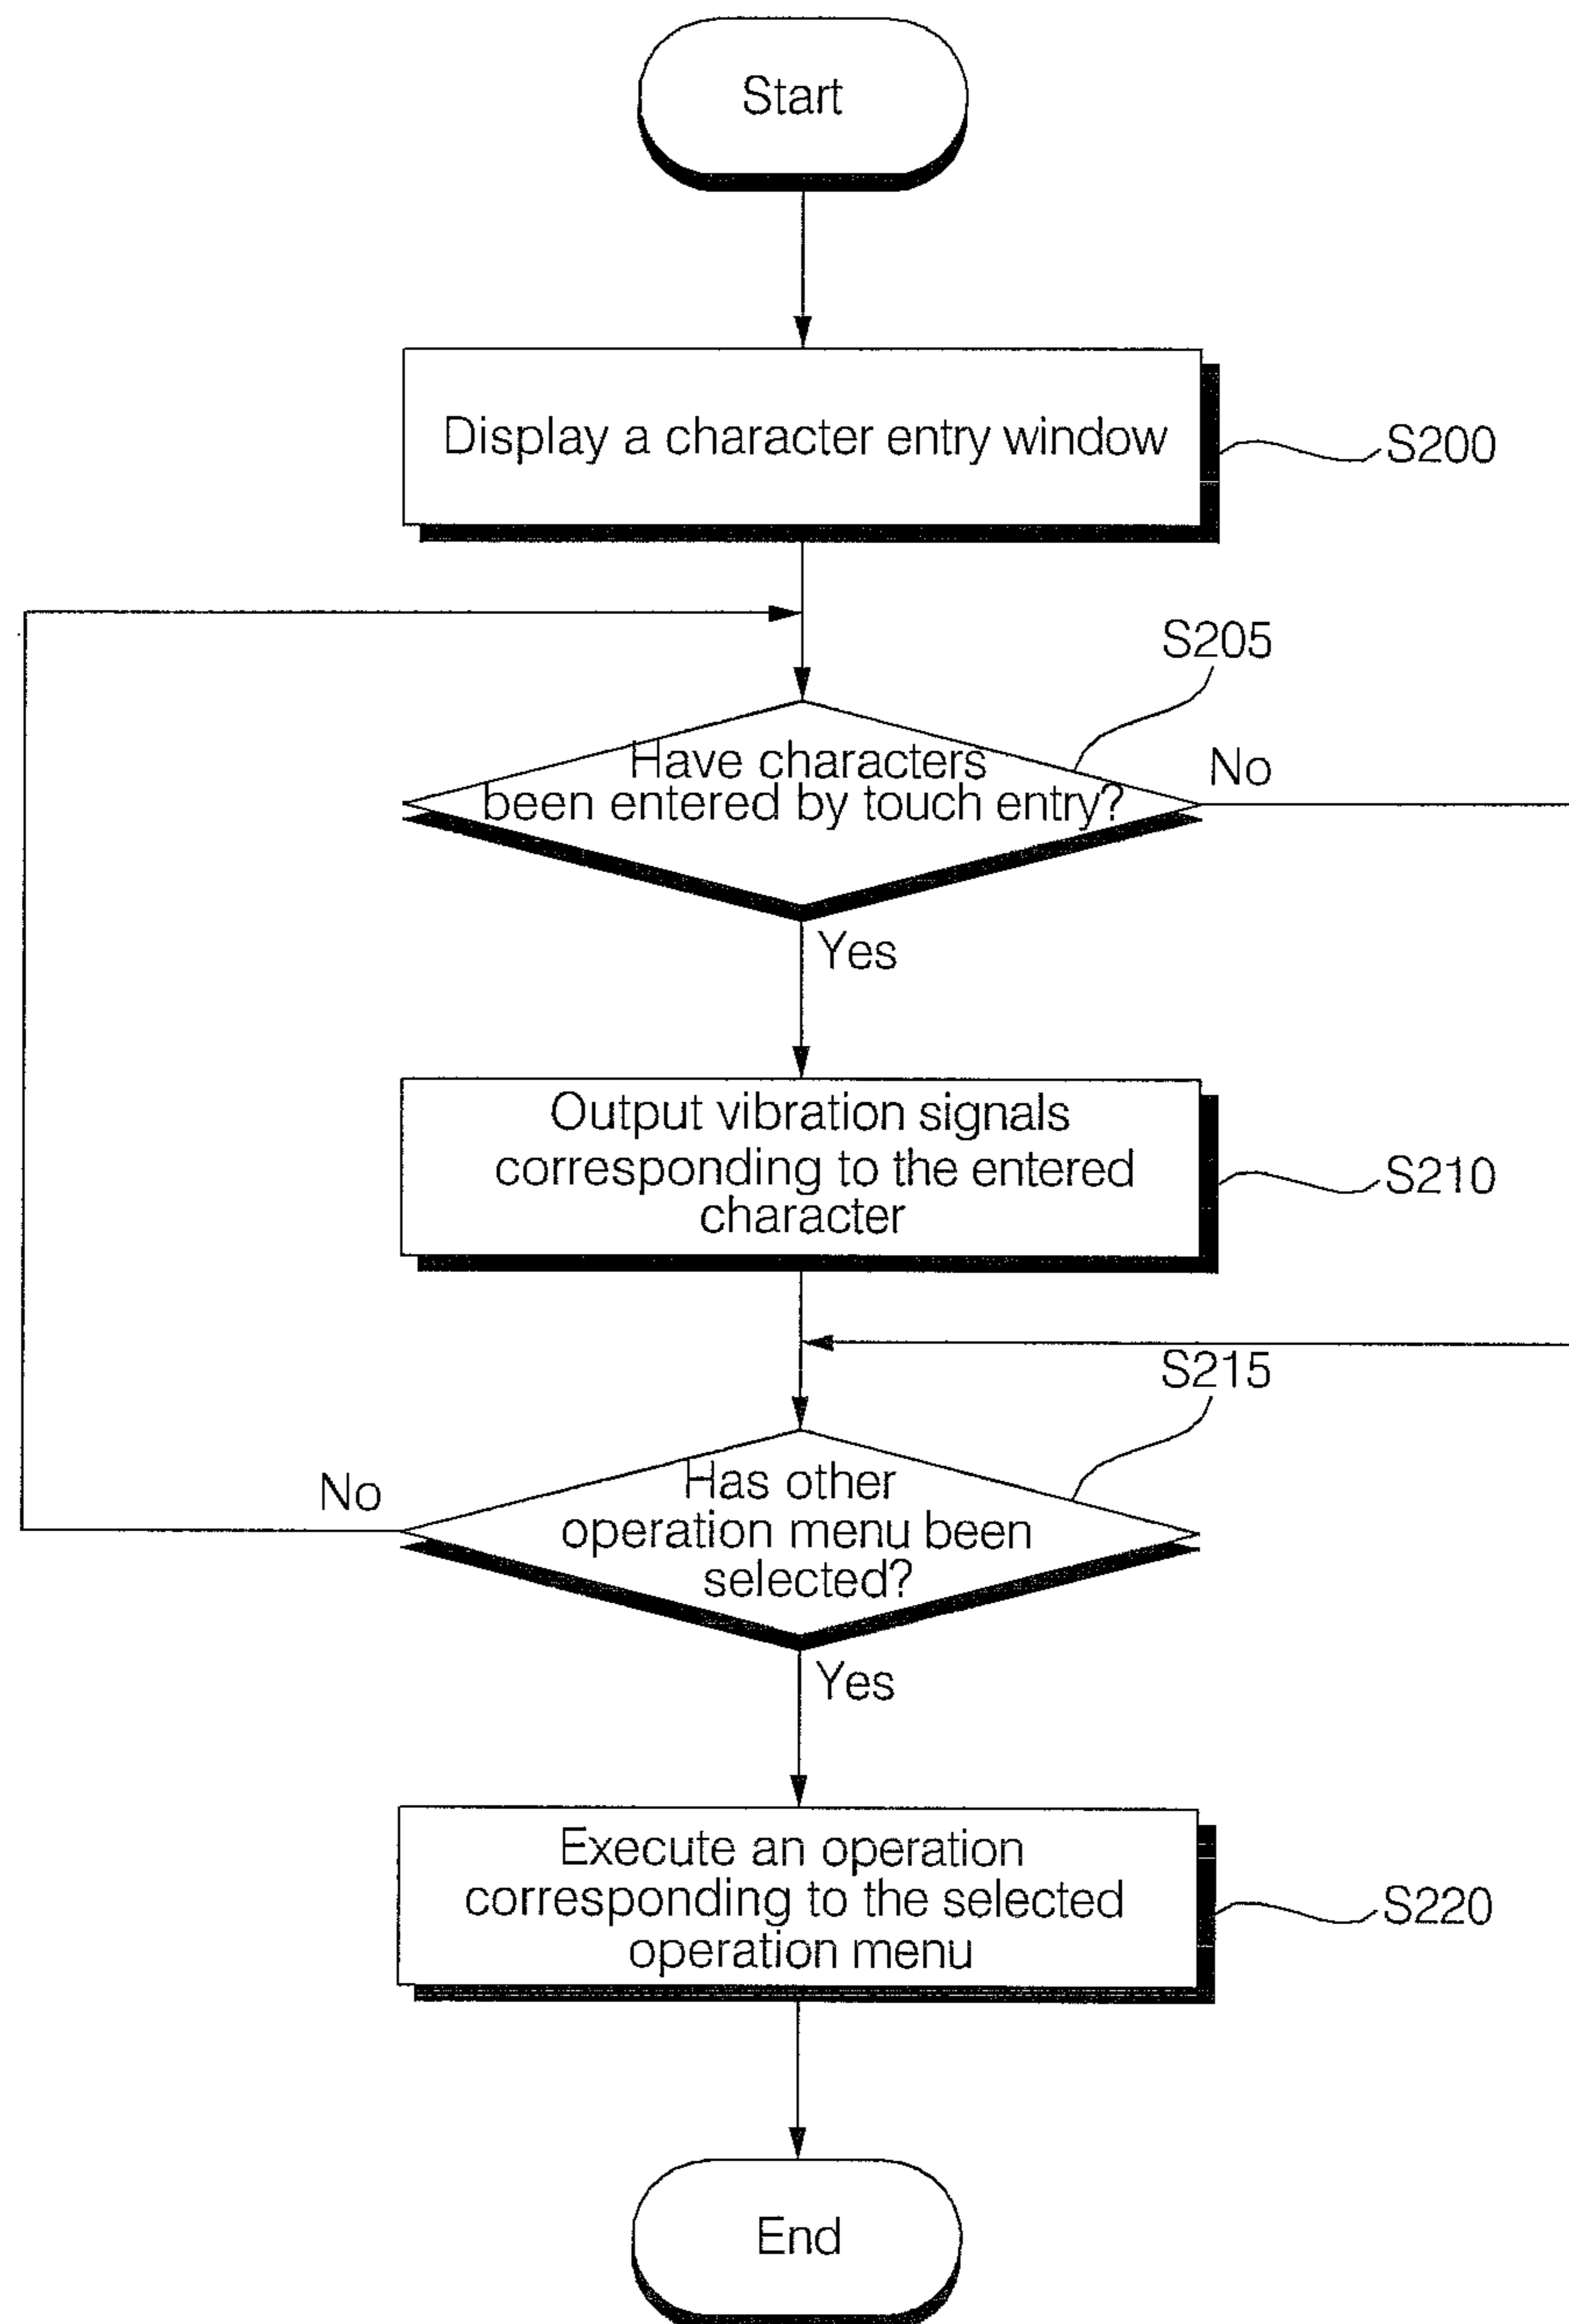 Start
Display a character entry window
S200
S205
Have characters
been entered by touch entry?
No
Yes
Output vibration signals
corresponding to the entered
character
S210
S215
Has other
operation menu been
selected?
No
Yes
Execute an operation
corresponding to the selected
operation menu
S220
End